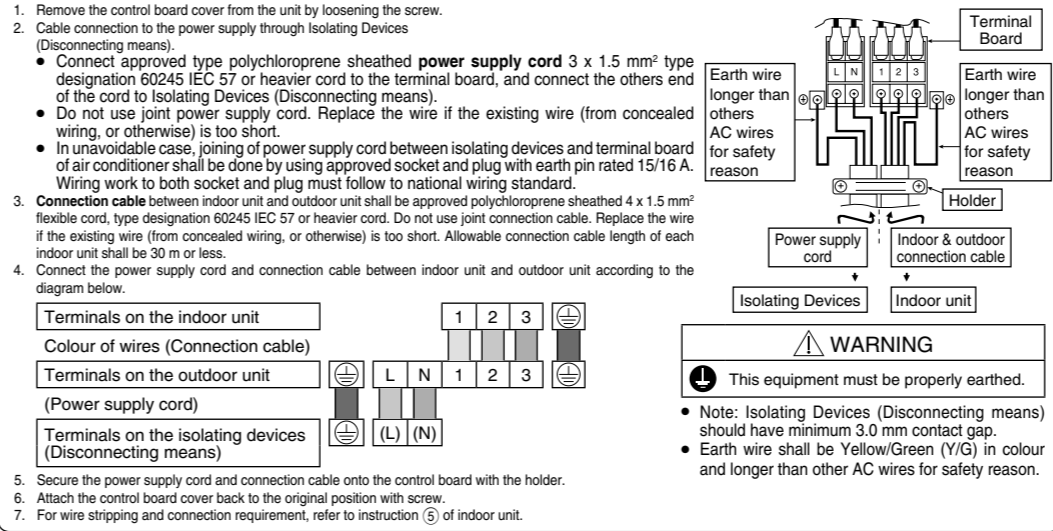 1. Remove the control board cover from the unit by loosening the screw.
2. Cable connection to the power supply through Isolating Devices
(Disconnecting means).
● Connect approved type polychloroprene sheathed power supply cord 3 x 1.5 mm² type
designation 60245 IEC 57 or heavier cord to the terminal board, and connect the others end
of the cord to Isolating Devices (Disconnecting means).
● Do not use joint power supply cord. Replace the wire if the existing wire (from concealed
wiring, or otherwise) is too short.
● In unavoidable case, joining of power supply cord between isolating devices and terminal board
of air conditioner shall be done by using approved socket and plug with earth pin rated 15/16 A.
Wiring work to both socket and plug must follow to national wiring standard.
3. Connection cable between indoor unit and outdoor unit shall be approved polychloroprene sheathed 4 x 1.5 mm²
flexible cord, type designation 60245 IEC 57 or heavier cord. Do not use joint connection cable. Replace the wire
if the existing wire (from concealed wiring, or otherwise) is too short. Allowable connection cable length of each
indoor unit shall be 30 m or less.
4. Connect the power supply cord and connection cable between indoor unit and outdoor unit according to the
diagram below.
Terminals on the indoor unit 1 2 3
Colour of wires (Connection cable)
Terminals on the outdoor unit L N 1 2 3
(Power supply cord)
Terminals on the isolating devices (L) (N)
(Disconnecting means)
5. Secure the power supply cord and connection cable onto the control board with the holder.
6. Attach the control board cover back to the original position with screw.
7. For wire stripping and connection requirement, refer to instruction ⑤ of indoor unit.
Terminal
Board
L N 1 2 3
Earth wire
longer than
others
AC wires
for safety
reason
Earth wire
longer than
others
AC wires
for safety
reason
Holder
Power supply
cord
Indoor & outdoor
connection cable
Isolating Devices
Indoor unit
WARNING
This equipment must be properly earthed.
● Note: Isolating Devices (Disconnecting means)
should have minimum 3.0 mm contact gap.
● Earth wire shall be Yellow/Green (Y/G) in colour
and longer than other AC wires for safety reason.